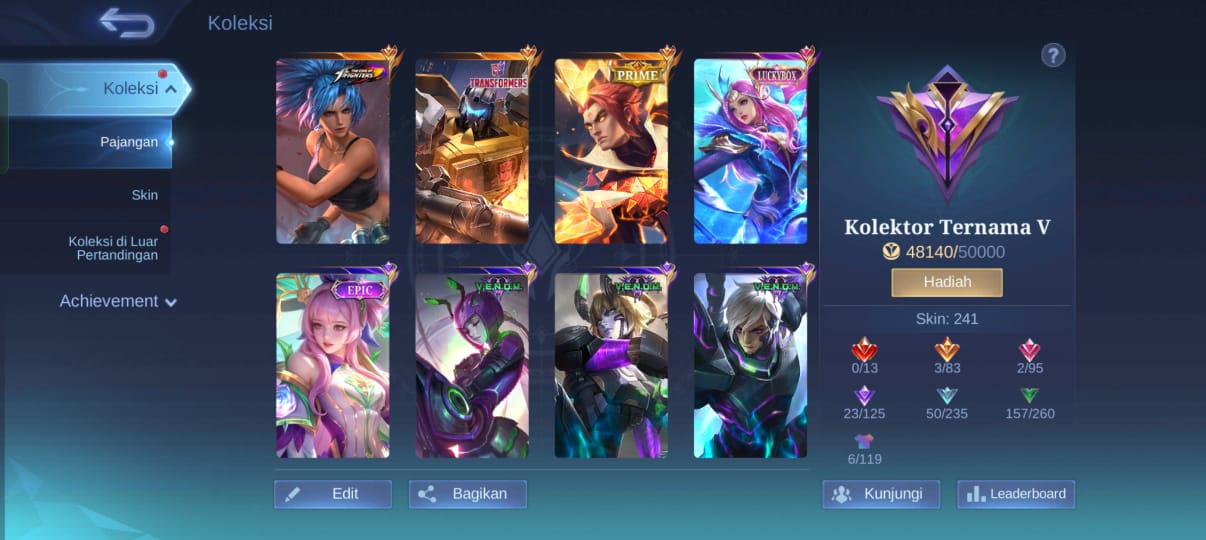 Koleksi
Koleksi
Pajangan
Skin
Koleksi di Luar
Pertandingan
Achievement
THE KING OF
FIGHTERS
TRANSFORMERS
PRIME
LUCKYBOX
EPIC
V.E.N.O.M.
V.E.N.O.M.
V.E.N.O.M.
Edit
Bagikan
?
Kolektor Ternama V
48140/50000
Hadiah
Skin: 241
0/13
3/83
2/95
23/125
50/235
157/260
6/119
Kunjungi
Leaderboard